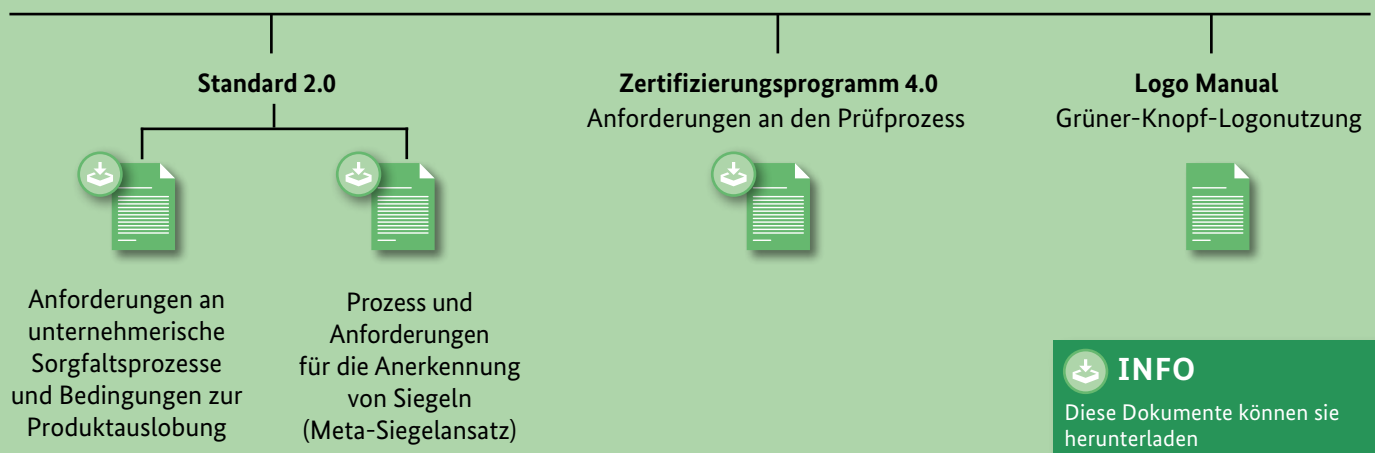 Standard 2.0
Zertifizierungsprogramm 4.0
Anforderungen an den Prüfprozess
Logo Manual
Grüner-Knopf-Logonutzung
Anforderungen an
unternehmerische
Sorgfaltsprozesse
und Bedingungen zur
Produktauslobung
Prozess und
Anforderungen
für die Anerkennung
von Siegeln
(Meta-Siegelansatz)
INFO
Diese Dokumente können sie
herunterladen